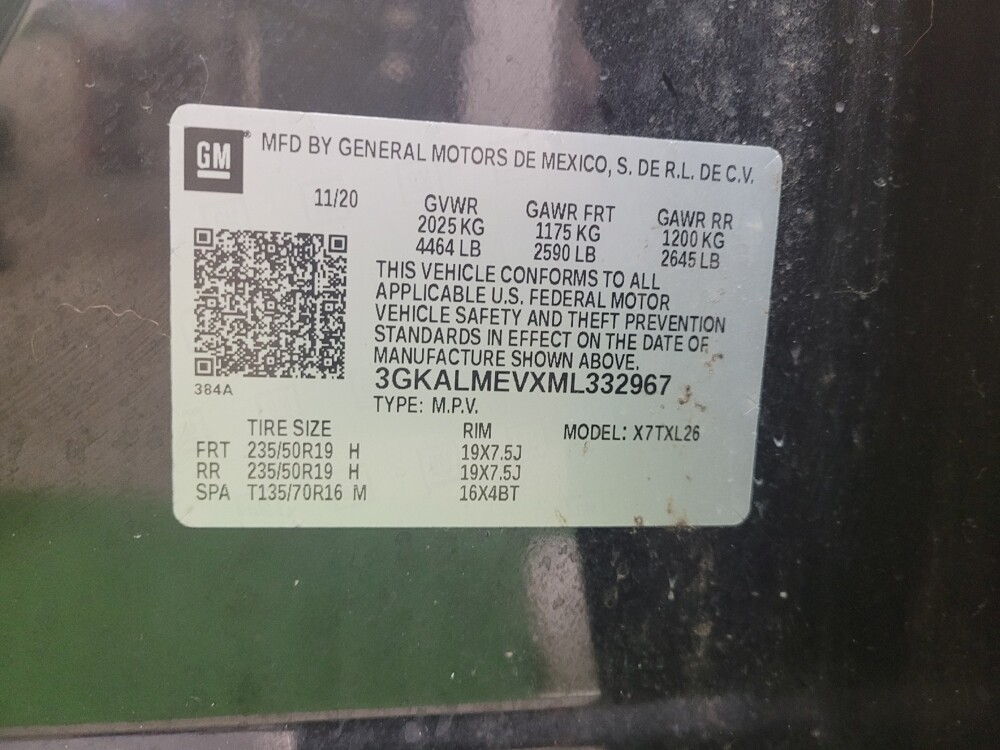 GM® MFD BY GENERAL MOTORS DE MEXICO, S. DE R.L. DE C.V.
11/20 GVWR GAWR FRT GAWR RR
2025 KG 1175 KG 1200 KG
4464 LB 2590 LB 2645 LB
THIS VEHICLE CONFORMS TO ALL
APPLICABLE U.S. FEDERAL MOTOR
VEHICLE SAFETY AND THEFT PREVENTION
STANDARDS IN EFFECT ON THE DATE OF
MANUFACTURE SHOWN ABOVE.
384A
3GKALMEVXML332967
TYPE: M.P.V.
TIRE SIZE RIM MODEL: X7TXL26
FRT 235/50R19 H 19X7.5J
RR 235/50R19 H 19X7.5J
SPA T135/70R16 M 16X4BT